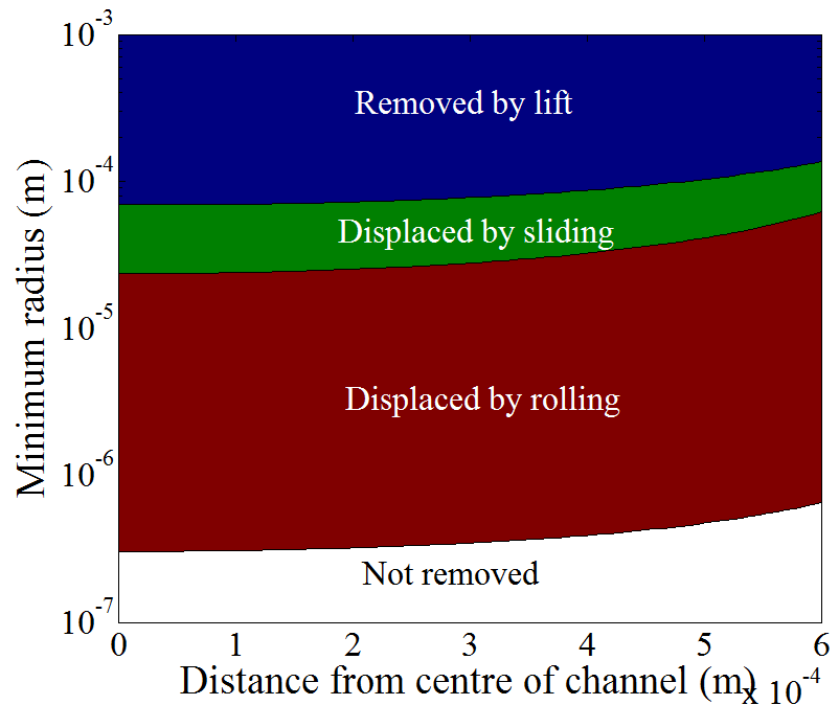 10^-3
Removed by lift
10^-4
Displaced by sliding
Minimum radius (m)
10^-5
Displaced by rolling
10^-6
Not removed
10^-7
0 1 2 3 4 5 6
Distance from centre of channel (m)
x 10^-4